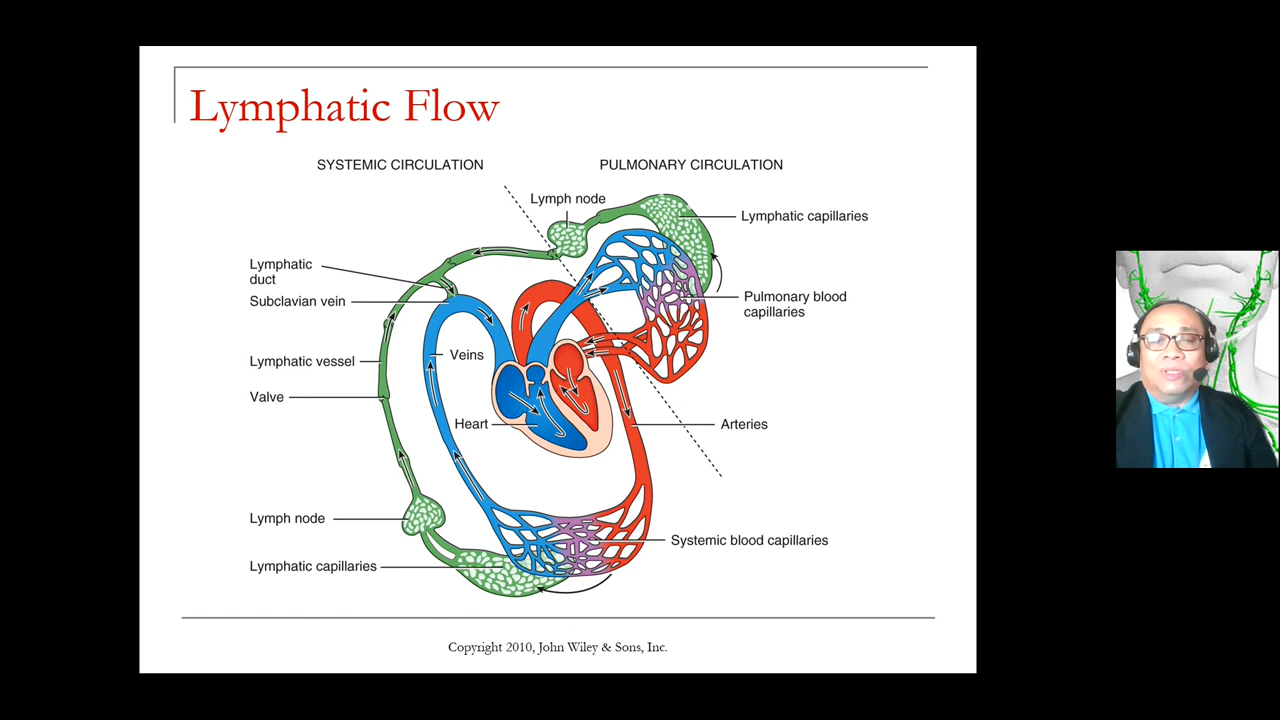 Lymphatic Flow
SYSTEMIC CIRCULATION
PULMONARY CIRCULATION
Lymph node
Lymphatic capillaries
Lymphatic
duct
Subclavian vein
Pulmonary blood
capillaries
Veins
Lymphatic vessel
Valve
Heart
Arteries
Lymph node
Systemic blood capillaries
Lymphatic capillaries
Copyright 2010, John Wiley & Sons, Inc.